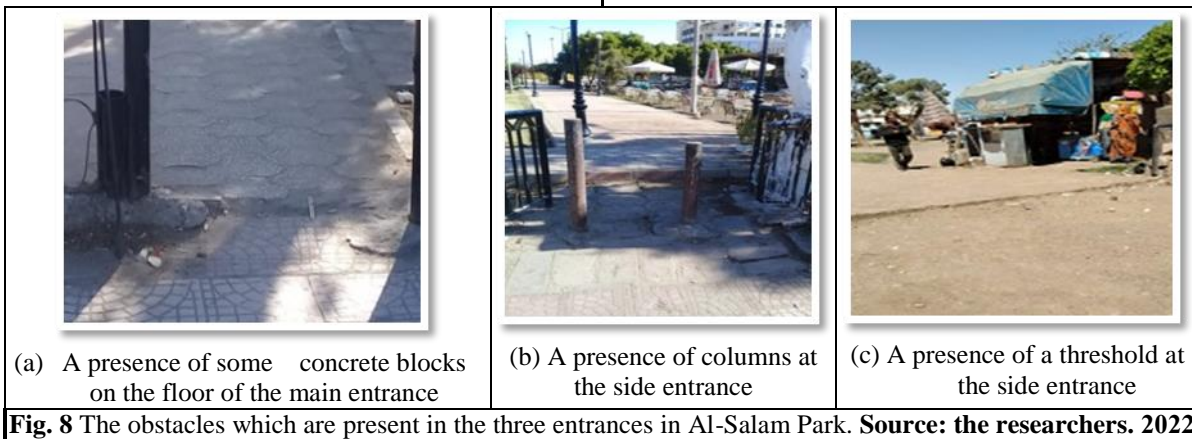 (a) A presence of some concrete blocks
on the floor of the main entrance
(b) A presence of columns at
the side entrance
(c) A presence of a threshold at
the side entrance
Fig. 8 The obstacles which are present in the three entrances in Al-Salam Park. Source: the researchers. 2022